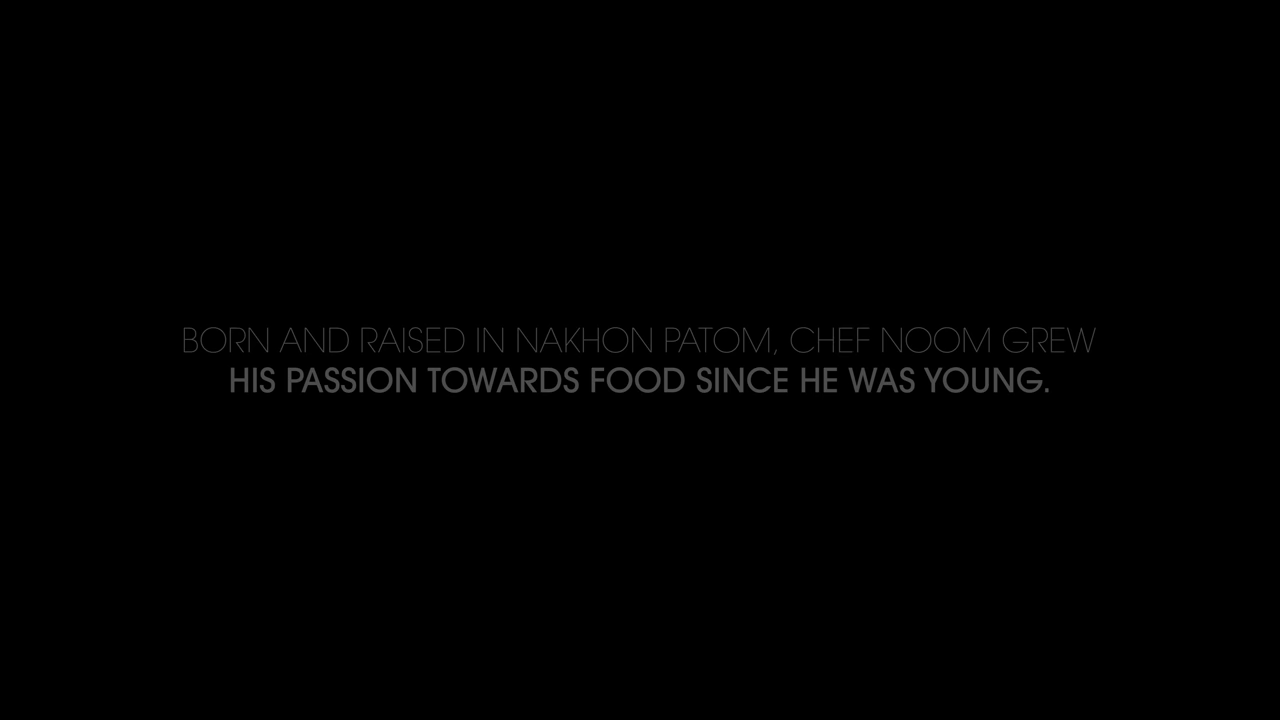 BORN AND RAISED IN NAKHON PATOM, CHEF NOOM GREW
HIS PASSION TOWARDS FOOD SINCE HE WAS YOUNG.